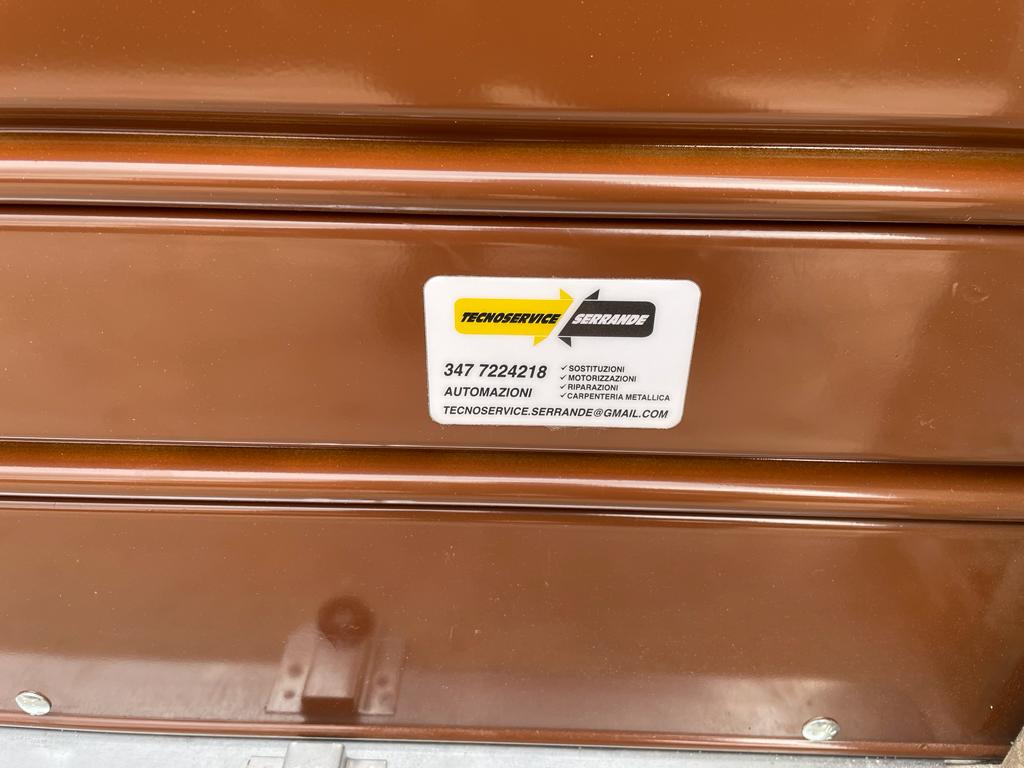 TECNOSERVICE SERRANDE
347 7224218
AUTOMAZIONI
✓ SOSTITUZIONI
✓ MOTORIZZAZIONI
✓ RIPARAZIONI
✓ CARPENTERIA METALLICA
TECNOSERVICE.SERRANDE@GMAIL.COM